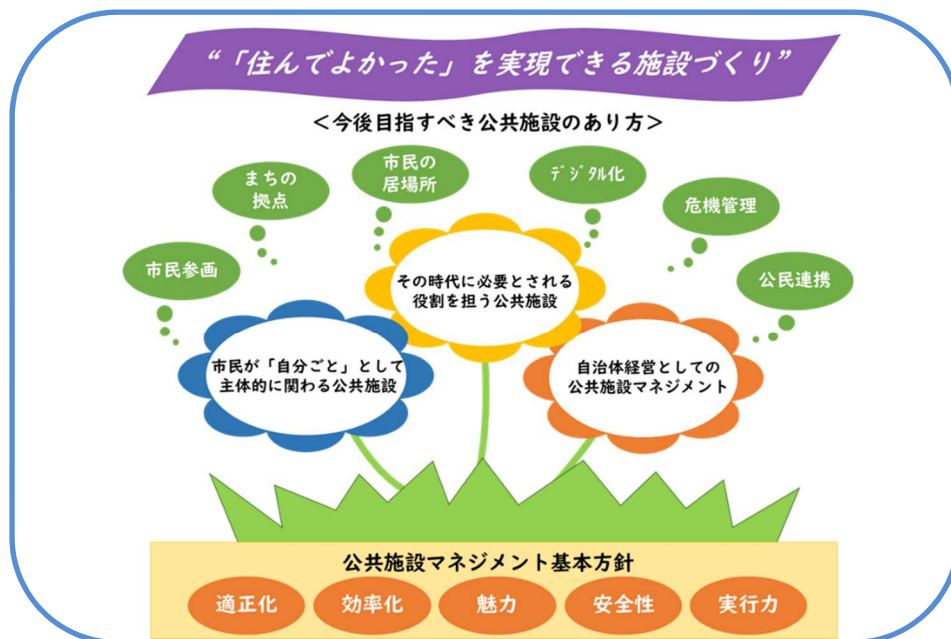 “「住んでよかった」を実現できる施設づくり”
＜今後目指すべき公共施設のあり方＞
市民参画
まちの
拠点
市民の
居場所
ﾃﾞｼﾞﾀﾙ化
危機管理
公民連携
その時代に必要とされる
役割を担う公共施設
市民が「自分ごと」として
主体的に関わる公共施設
自治体経営としての
公共施設マネジメント
公共施設マネジメント基本方針
適正化
効率化
魅力
安全性
実行力